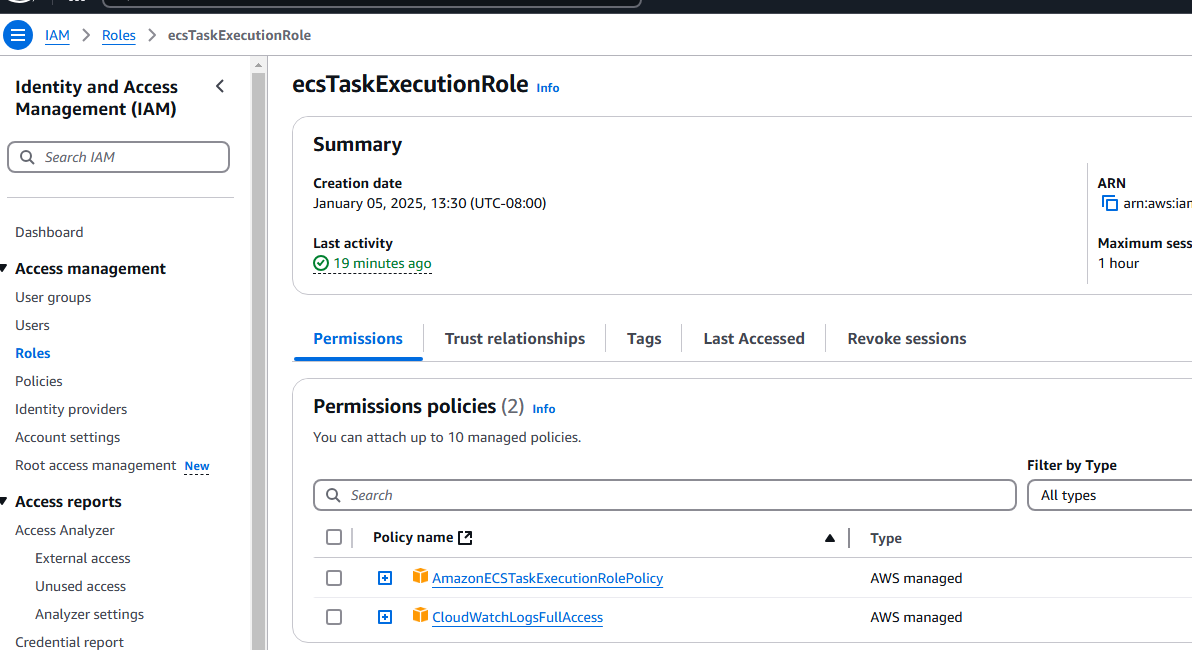 IAM > Roles > ecsTaskExecutionRole
Identity and Access
Management (IAM)
Search IAM
Dashboard
Access management
User groups
Users
Roles
Policies
Identity providers
Account settings
Root access management New
Access reports
Access Analyzer
External access
Unused access
Analyzer settings
Credential report
ecsTaskExecutionRole Info
Summary
Creation date
January 05, 2025, 13:30 (UTC-08:00)
Last activity
19 minutes ago
ARN
arn:aws:iam
Maximum sess
1 hour
Permissions
Trust relationships
Tags
Last Accessed
Revoke sessions
Permissions policies (2) Info
You can attach up to 10 managed policies.
Filter by Type
Search
All types
Policy name
Type
AmazonECSTaskExecutionRolePolicy
AWS managed
CloudWatchLogsFullAccess
AWS managed